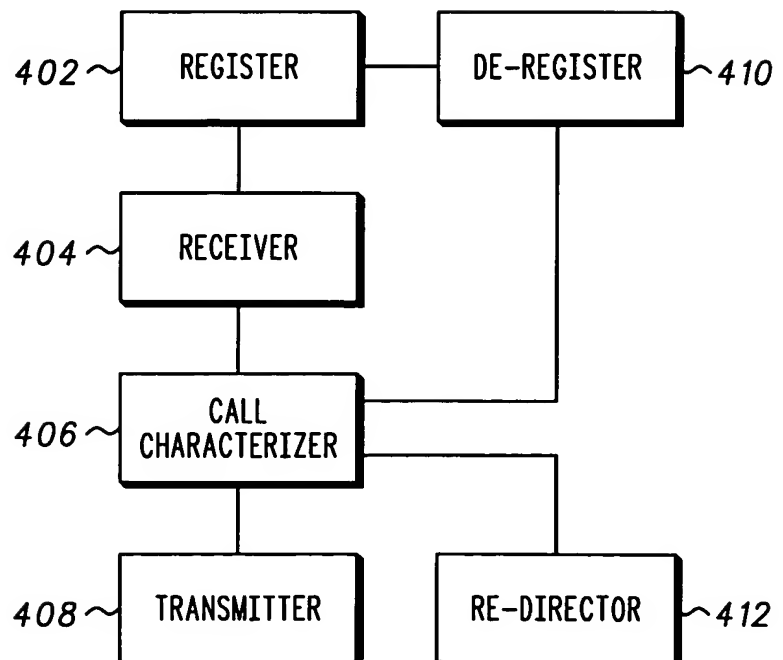 402 REGISTER DE-REGISTER 410
404 RECEIVER
406 CALL
CHARACTERIZER
408 TRANSMITTER RE-DIRECTOR 412